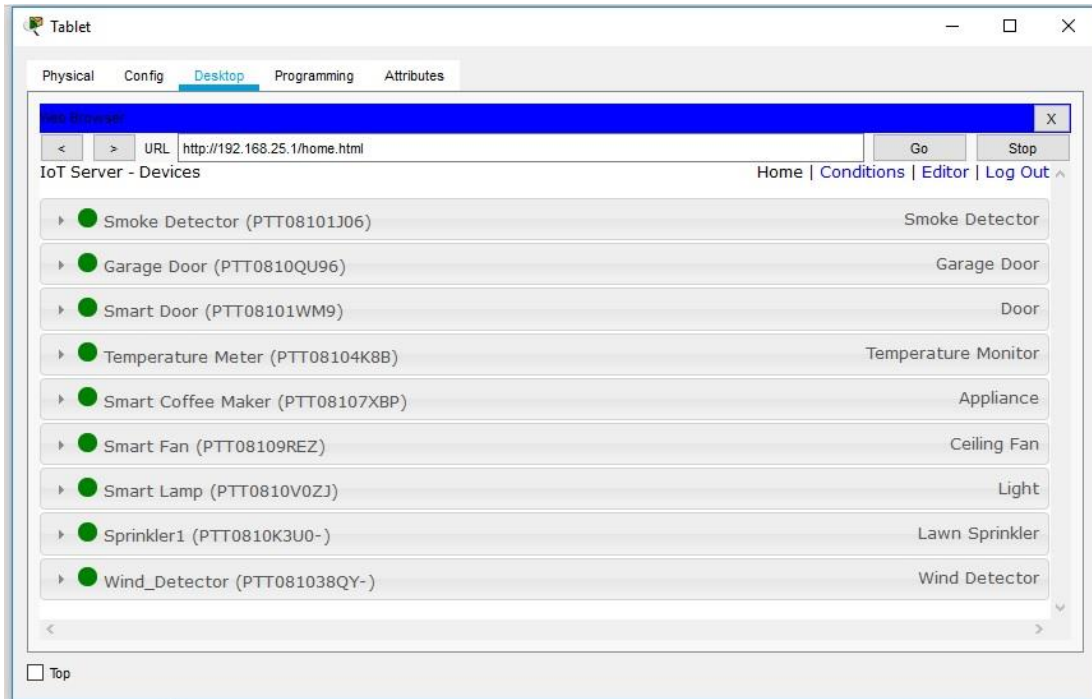 Tablet
Physical Config Desktop Programming Attributes
Web Browser X
< > URL http://192.168.25.1/home.html Go Stop
IoT Server - Devices Home | Conditions | Editor | Log Out
Smoke Detector (PTT08101J06) Smoke Detector
Garage Door (PTT0810QU96) Garage Door
Smart Door (PTT08101WM9) Door
Temperature Meter (PTT08104K8B) Temperature Monitor
Smart Coffee Maker (PTT08107XBP) Appliance
Smart Fan (PTT08109REZ) Ceiling Fan
Smart Lamp (PTT0810V0ZJ) Light
Sprinkler1 (PTT0810K3U0-) Lawn Sprinkler
Wind_Detector (PTT081038QY-) Wind Detector
Top